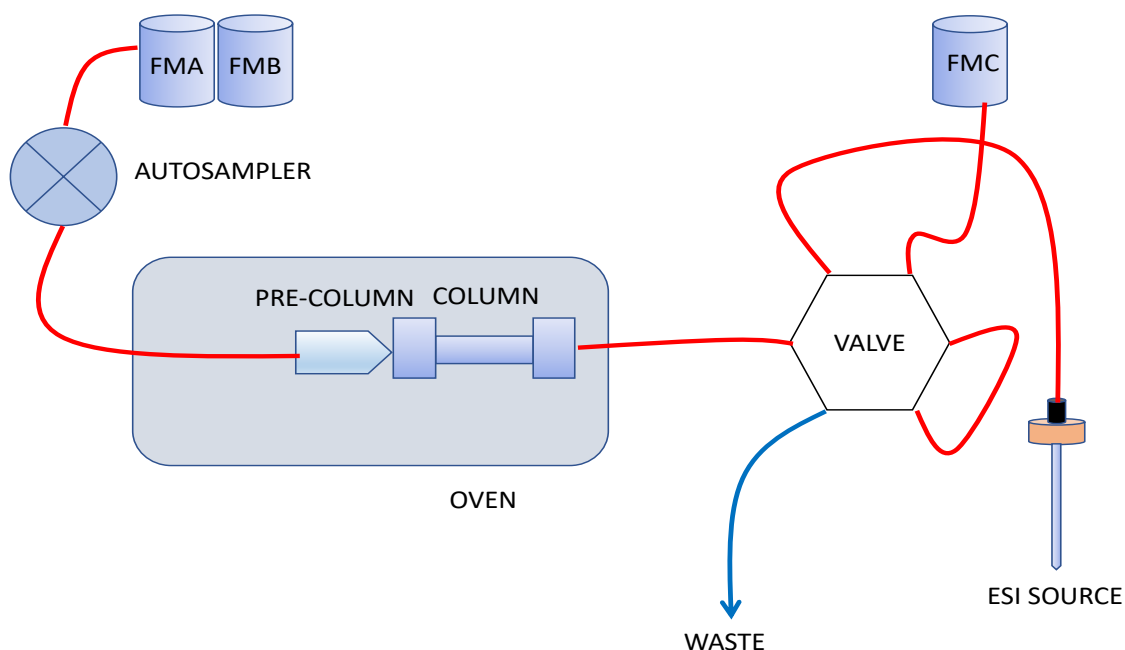 FMA
FMB
FMC
AUTOSAMPLER
PRE-COLUMN
COLUMN
VALVE
OVEN
ESI SOURCE
WASTE